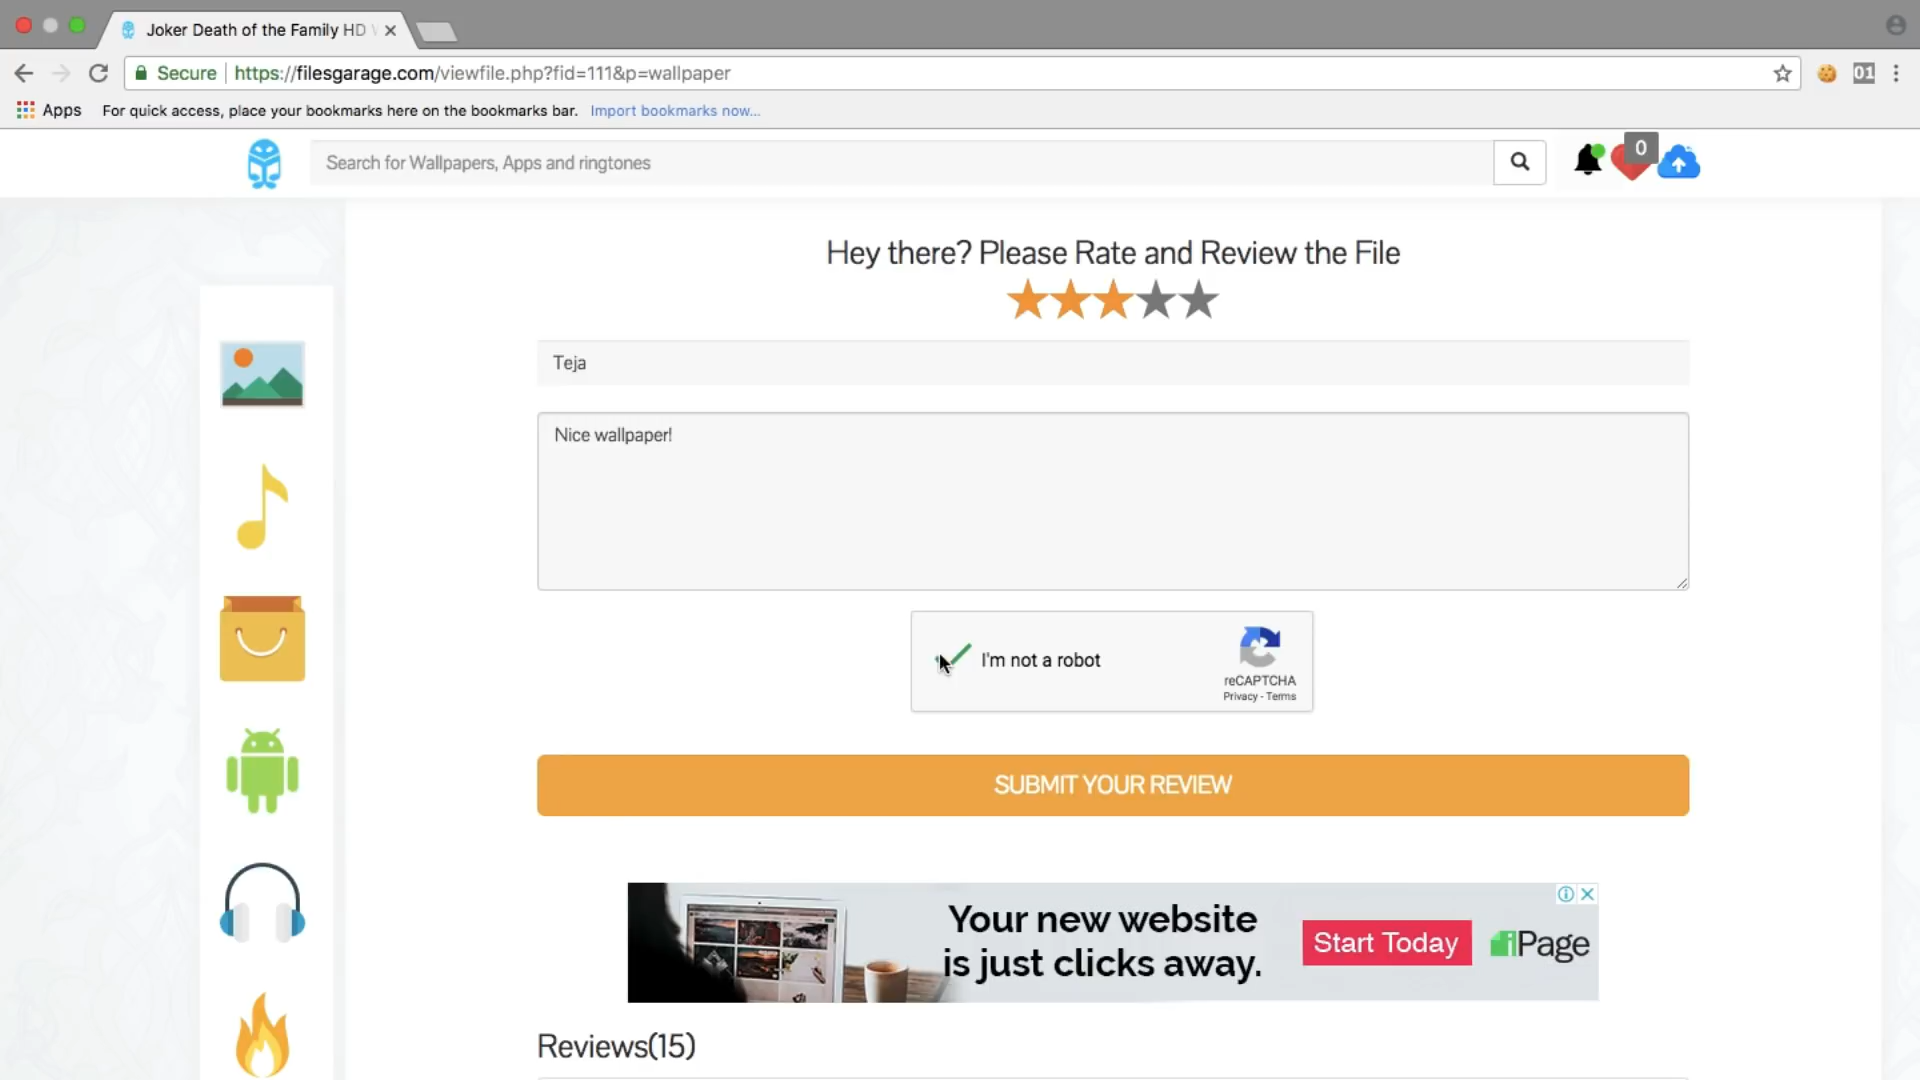 Joker Death of the Family HD
Secure https://filesgarage.com/viewfile.php?fid=111&p=wallpaper
01
Apps For quick access, place your bookmarks here on the bookmarks bar. Import bookmarks now...
Search for Wallpapers, Apps and ringtones
0
Hey there? Please Rate and Review the File
Teja
Nice wallpaper!
I'm not a robot
reCAPTCHA
Privacy - Terms
SUBMIT YOUR REVIEW
Your new website
is just clicks away.
Start Today
iPage
Reviews(15)